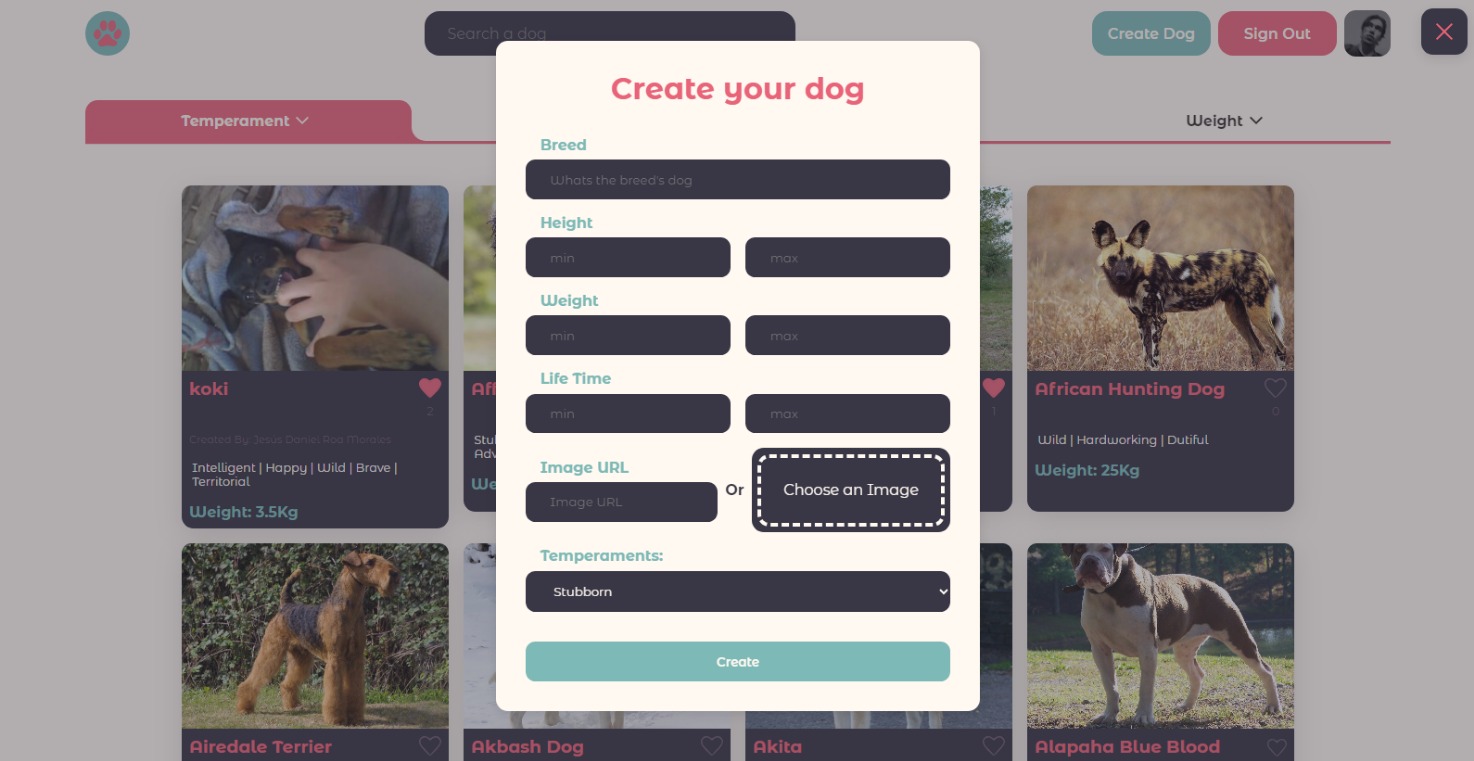 Search a dog
Create Dog
Sign Out
Temperament
Weight
Create your dog
Breed
Whats the breed's dog
Height
min
max
Weight
min
max
Life Time
min
max
Image URL
Image URL
Or
Choose an Image
Temperaments:
Stubborn
Create
koki
2
Created By: Jesus Daniel Roa Morales
Intelligent | Happy | Wild | Brave |
Territorial
Weight: 3.5Kg
Aff
Stu
Adv
We
1
African Hunting Dog
0
Wild | Hardworking | Dutiful
Weight: 25Kg
Airedale Terrier
Akbash Dog
Akita
Alapaha Blue Blood